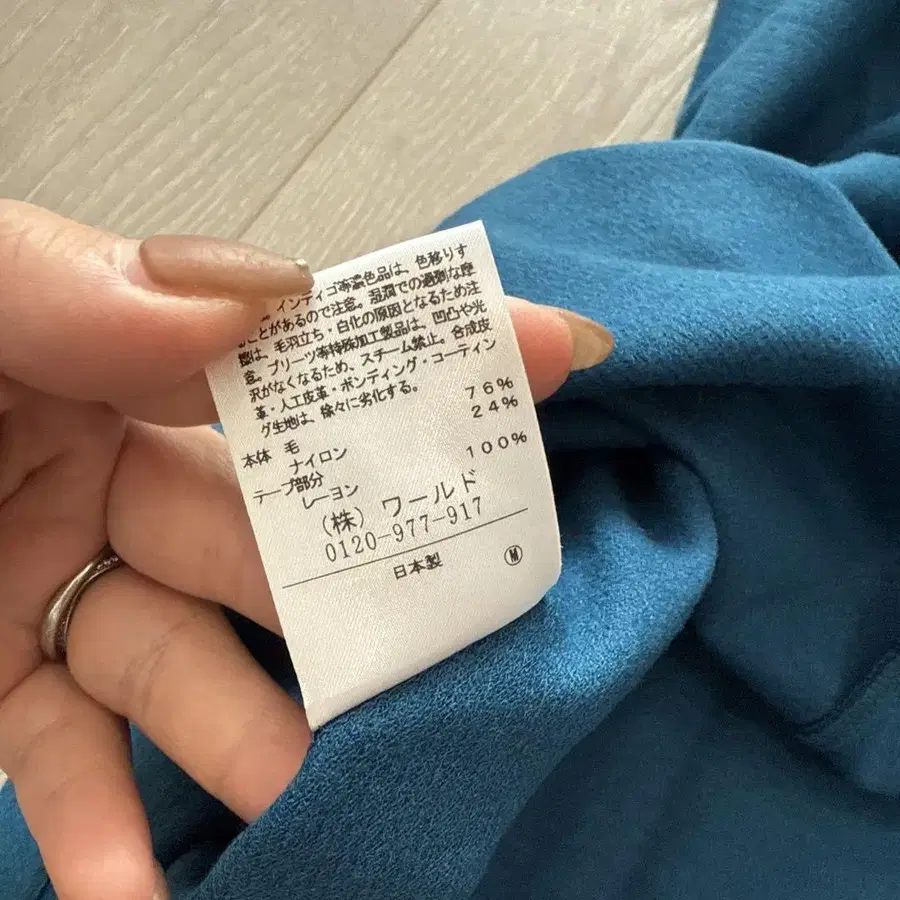 インディゴ等濃色品は、色移りす
ことがあるので注意。湿潤での過剰な摩
擦は、毛羽立ち・白化の原因となるため注
意。プリーツ等特殊加工製品は、凹凸や光
沢がなくなるため、スチーム禁止。合成皮
革・人工皮革・ボンディング・コーティン
グ生地は、徐々に劣化する。
本体 毛 76%
ナイロン 24%
テープ部分
レーヨン 100%
(株) ワールド
0120-977-917
日本製 Ⓜ